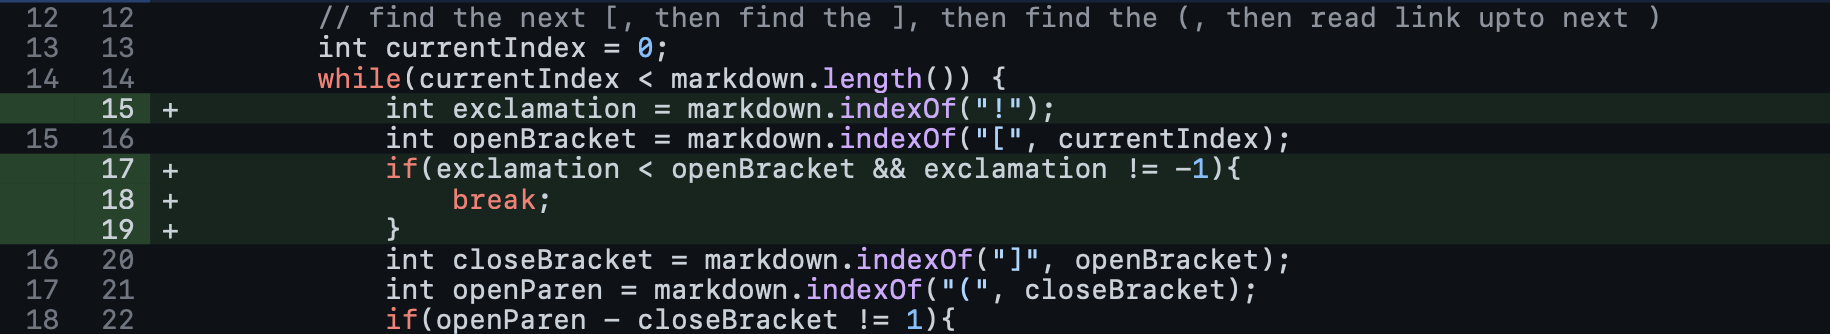 12 12 // find the next [, then find the ], then find the (, then read link upto next )
13 13 int currentIndex = 0;
14 14 while(currentIndex < markdown.length()) {
15 + int exclamation = markdown.indexOf("!");
15 16 int openBracket = markdown.indexOf("[", currentIndex);
17 + if(exclamation < openBracket && exclamation != -1){
18 + break;
19 + }
16 20 int closeBracket = markdown.indexOf("]", openBracket);
17 21 int openParen = markdown.indexOf("(", closeBracket);
18 22 if(openParen - closeBracket != 1){